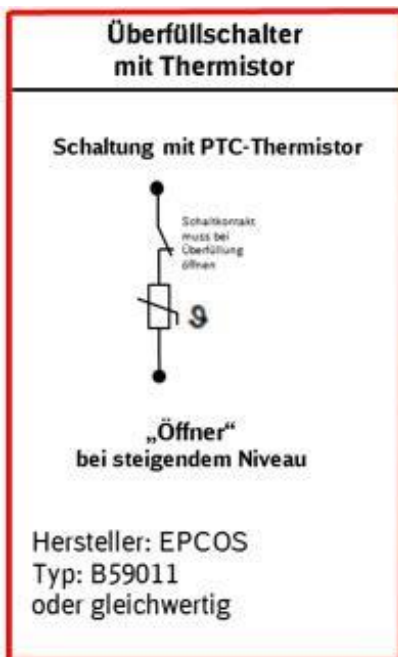 Überfüllschalter
mit Thermistor
Schaltung mit PTC-Thermistor
Schaltkontakt
muss bei
Überfüllung
öffnen
ϑ
„Öffner“
bei steigendem Niveau
Hersteller: EPCOS
Typ: B59011
oder gleichwertig